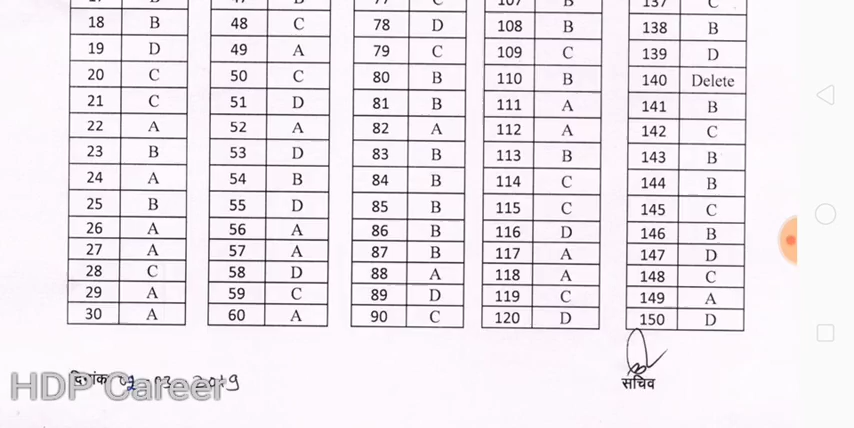 18 B 48 C 78 D 108 B 138 B
19 D 49 A 79 C 109 C 139 D
20 C 50 C 80 B 110 B 140 Delete
21 C 51 D 81 B 111 A 141 B
22 A 52 A 82 A 112 A 142 C
23 B 53 D 83 B 113 B 143 B
24 A 54 B 84 B 114 C 144 B
25 B 55 D 85 B 115 C 145 C
26 A 56 A 86 B 116 D 146 B
27 A 57 A 87 B 117 A 147 D
28 C 58 D 88 A 118 A 148 C
29 A 59 C 89 D 119 C 149 A
30 A 60 A 90 C 120 D 150 D
दिनांक 2019
सचिव
HDP Career